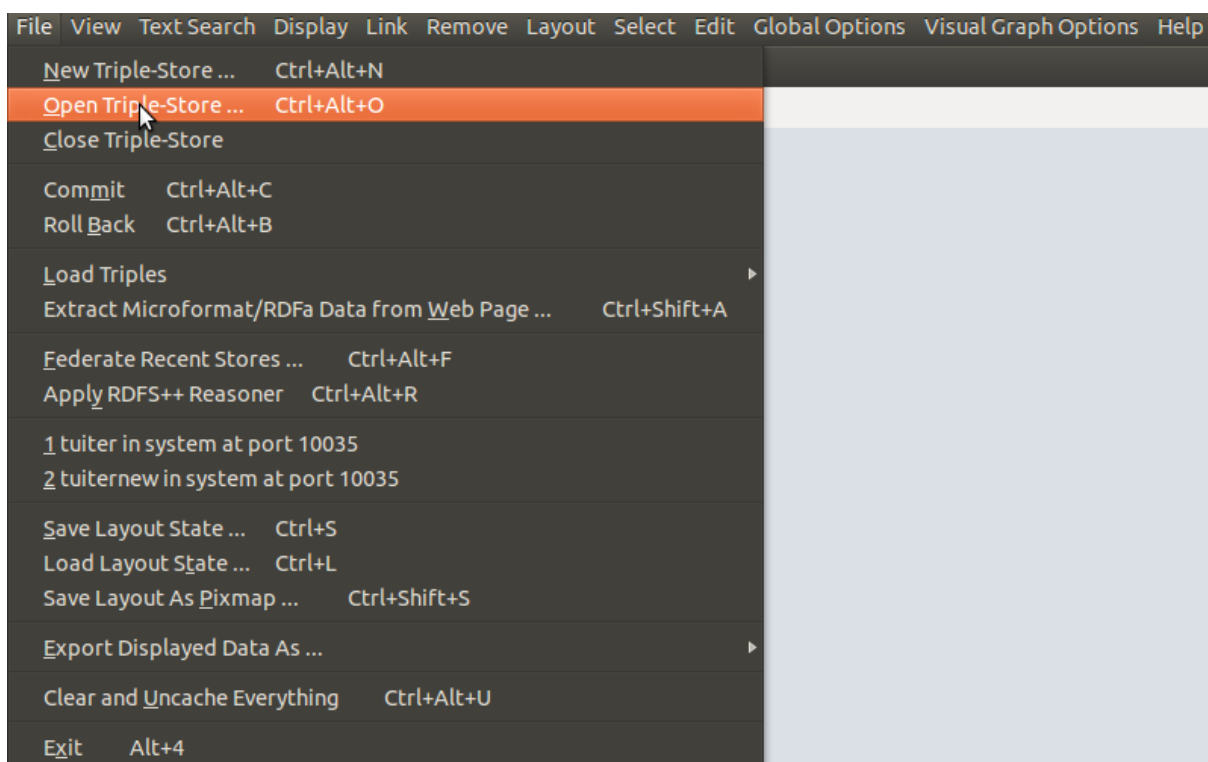 File View Text Search Display Link Remove Layout Select Edit Global Options Visual Graph Options Help
New Triple-Store ... Ctrl+Alt+N
Open Triple-Store ... Ctrl+Alt+O
Close Triple-Store
Commit Ctrl+Alt+C
Roll Back Ctrl+Alt+B
Load Triples
Extract Microformat/RDFa Data from Web Page ... Ctrl+Shift+A
Federate Recent Stores ... Ctrl+Alt+F
Apply RDFS++ Reasoner Ctrl+Alt+R
1 tuiter in system at port 10035
2 tuiternew in system at port 10035
Save Layout State ... Ctrl+S
Load Layout State ... Ctrl+L
Save Layout As Pixmap ... Ctrl+Shift+S
Export Displayed Data As ...
Clear and Uncache Everything Ctrl+Alt+U
Exit Alt+4